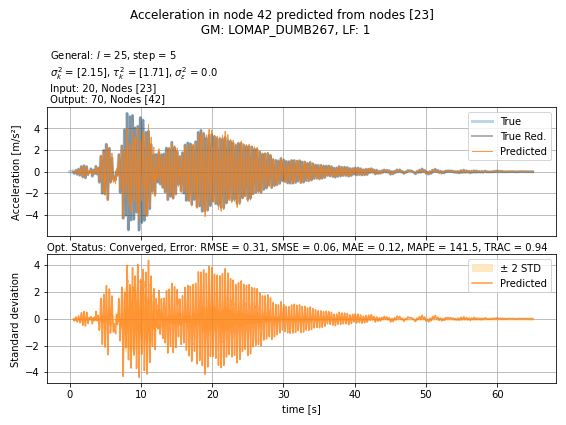 Acceleration in node 42 predicted from nodes [23]
GM: LOMAP_DUMB267, LF: 1
General: l = 25, step = 5
σ²ₖ = [2.15], τ²ₖ = [1.71], σ²ε = 0.0
Input: 20, Nodes [23]
Output: 70, Nodes [42]
Acceleration [m/s²]
4
2
0
−2
−4
True
True Red.
Predicted
Opt. Status: Converged, Error: RMSE = 0.31, SMSE = 0.06, MAE = 0.12, MAPE = 141.5, TRAC = 0.94
Standard deviation
4
2
0
−2
−4
± 2 STD
Predicted
0 10 20 30 40 50 60
time [s]